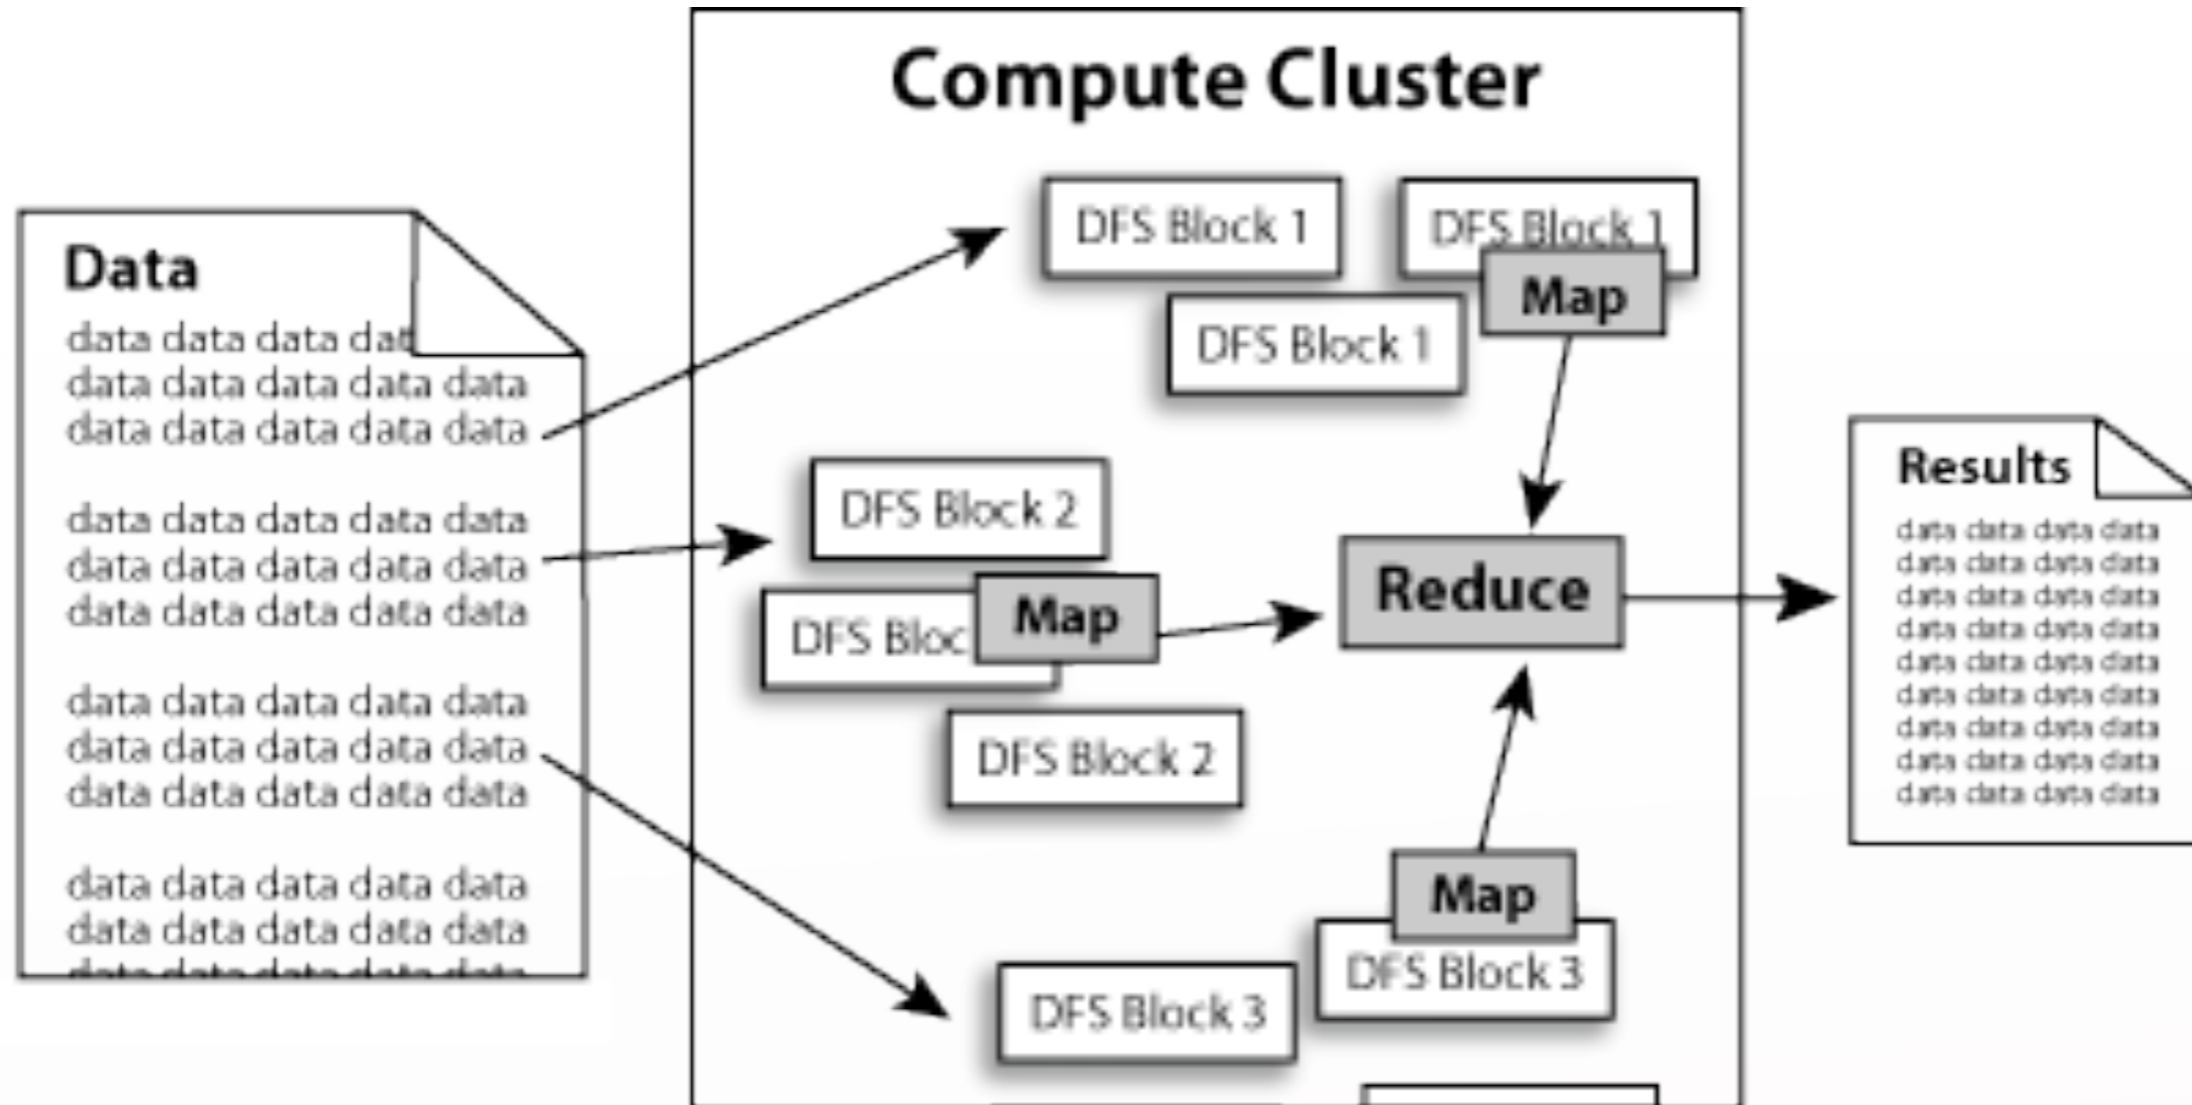 Compute Cluster
Data
data data data dat
data data data data data
data data data data data
data data data data data
data data data data data
data data data data data
data data data data data
data data data data data
data data data data data
data data data data data
data data data data data
data data data data data
DFS Block 1
DFS Block 1
Map
DFS Block 1
DFS Block 2
DFS Bloc
Map
DFS Block 2
Reduce
Map
DFS Block 3
DFS Block 3
Results
data data data data
data data data data
data data data data
data data data data
data data data data
data data data data
data data data data
data data data data
data data data data